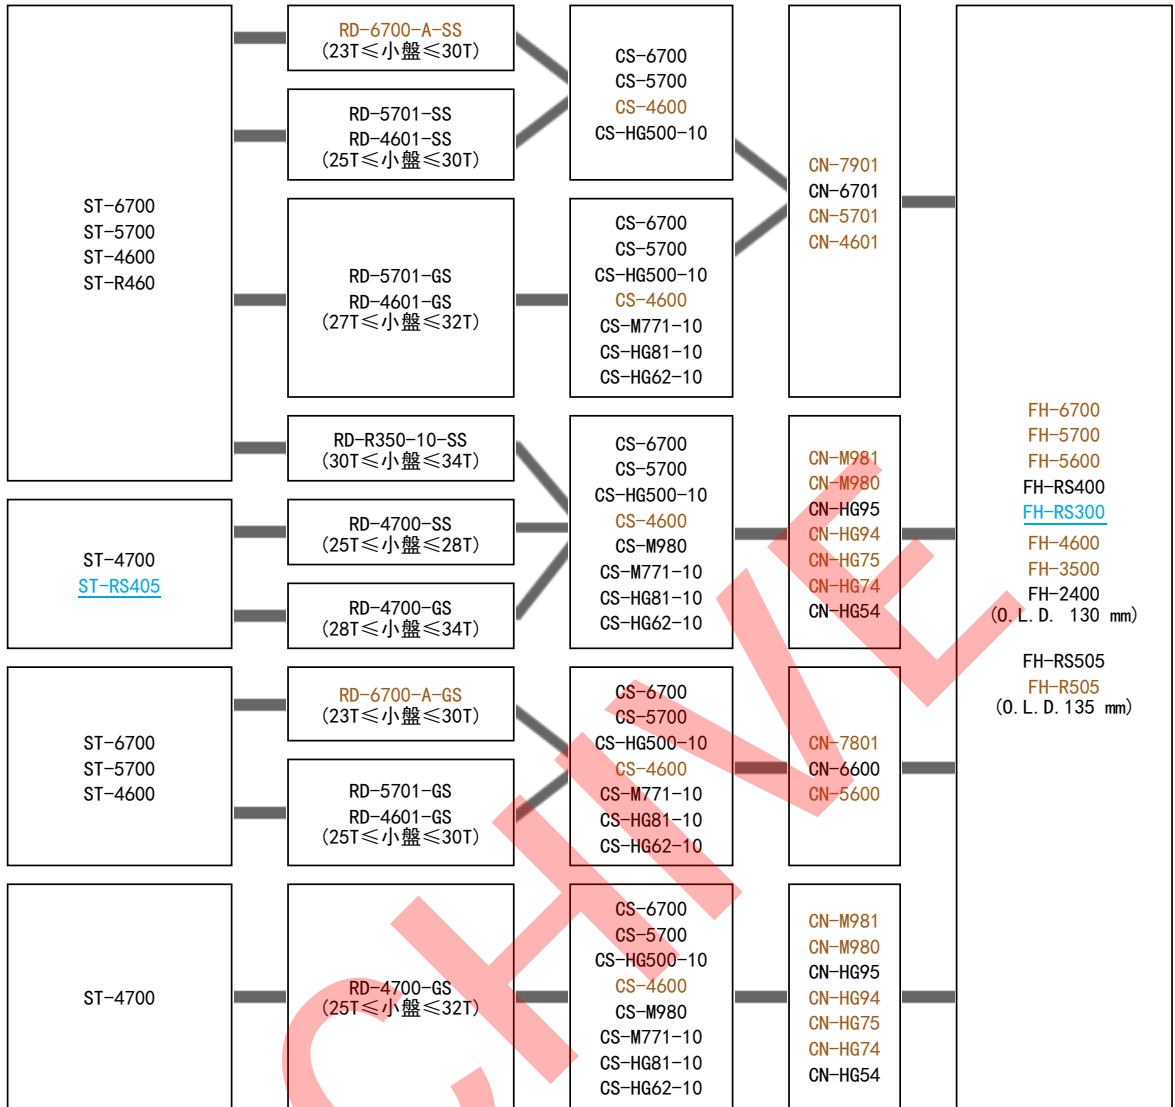 ST-6700
ST-5700
ST-4600
ST-R460
RD-6700-A-SS
(23T≤小盤≤30T)
RD-5701-SS
RD-4601-SS
(25T≤小盤≤30T)
CS-6700
CS-5700
CS-4600
CS-HG500-10
RD-5701-GS
RD-4601-GS
(27T≤小盤≤32T)
CS-6700
CS-5700
CS-HG500-10
CS-4600
CS-M771-10
CS-HG81-10
CS-HG62-10
CN-7901
CN-6701
CN-5701
CN-4601
RD-R350-10-SS
(30T≤小盤≤34T)
ST-4700
ST-RS405
RD-4700-SS
(25T≤小盤≤28T)
RD-4700-GS
(28T≤小盤≤34T)
CS-6700
CS-5700
CS-HG500-10
CS-4600
CS-M980
CS-M771-10
CS-HG81-10
CS-HG62-10
CN-M981
CN-M980
CN-HG95
CN-HG94
CN-HG75
CN-HG74
CN-HG54
ST-6700
ST-5700
ST-4600
RD-6700-A-GS
(23T≤小盤≤30T)
RD-5701-GS
RD-4601-GS
(25T≤小盤≤30T)
CS-6700
CS-5700
CS-HG500-10
CS-4600
CS-M771-10
CS-HG81-10
CS-HG62-10
CN-7801
CN-6600
CN-5600
ST-4700
RD-4700-GS
(25T≤小盤≤32T)
CS-6700
CS-5700
CS-HG500-10
CS-4600
CS-M980
CS-M771-10
CS-HG81-10
CS-HG62-10
CN-M981
CN-M980
CN-HG95
CN-HG94
CN-HG75
CN-HG74
CN-HG54
FH-6700
FH-5700
FH-5600
FH-RS400
FH-RS300
FH-4600
FH-3500
FH-2400
(O.L.D. 130 mm)
FH-RS505
FH-R505
(O.L.D.135 mm)
CHIVE